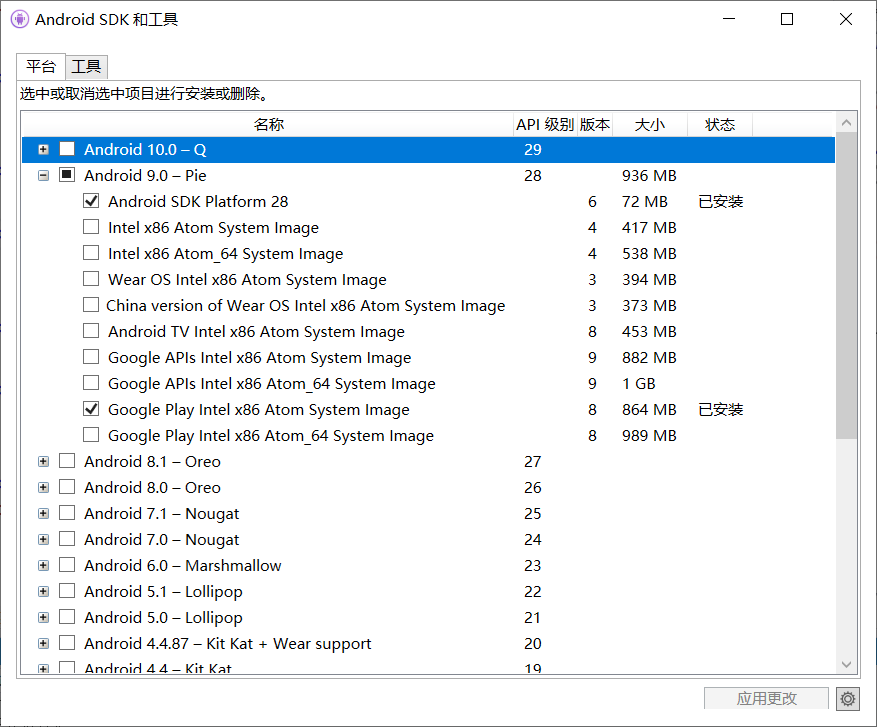 Android SDK 和工具
平台 工具
选中或取消选中项目进行安装或删除。
名称 API 级别 版本 大小 状态
Android 10.0 – Q 29
Android 9.0 – Pie 28 936 MB
Android SDK Platform 28 6 72 MB 已安装
Intel x86 Atom System Image 4 417 MB
Intel x86 Atom_64 System Image 4 538 MB
Wear OS Intel x86 Atom System Image 3 394 MB
China version of Wear OS Intel x86 Atom System Image 3 373 MB
Android TV Intel x86 Atom System Image 8 453 MB
Google APIs Intel x86 Atom System Image 9 882 MB
Google APIs Intel x86 Atom_64 System Image 9 1 GB
Google Play Intel x86 Atom System Image 8 864 MB 已安装
Google Play Intel x86 Atom_64 System Image 8 989 MB
Android 8.1 – Oreo 27
Android 8.0 – Oreo 26
Android 7.1 – Nougat 25
Android 7.0 – Nougat 24
Android 6.0 – Marshmallow 23
Android 5.1 – Lollipop 22
Android 5.0 – Lollipop 21
Android 4.4.87 – Kit Kat + Wear support 20
Android 4.4 – Kit Kat 19
应用更改